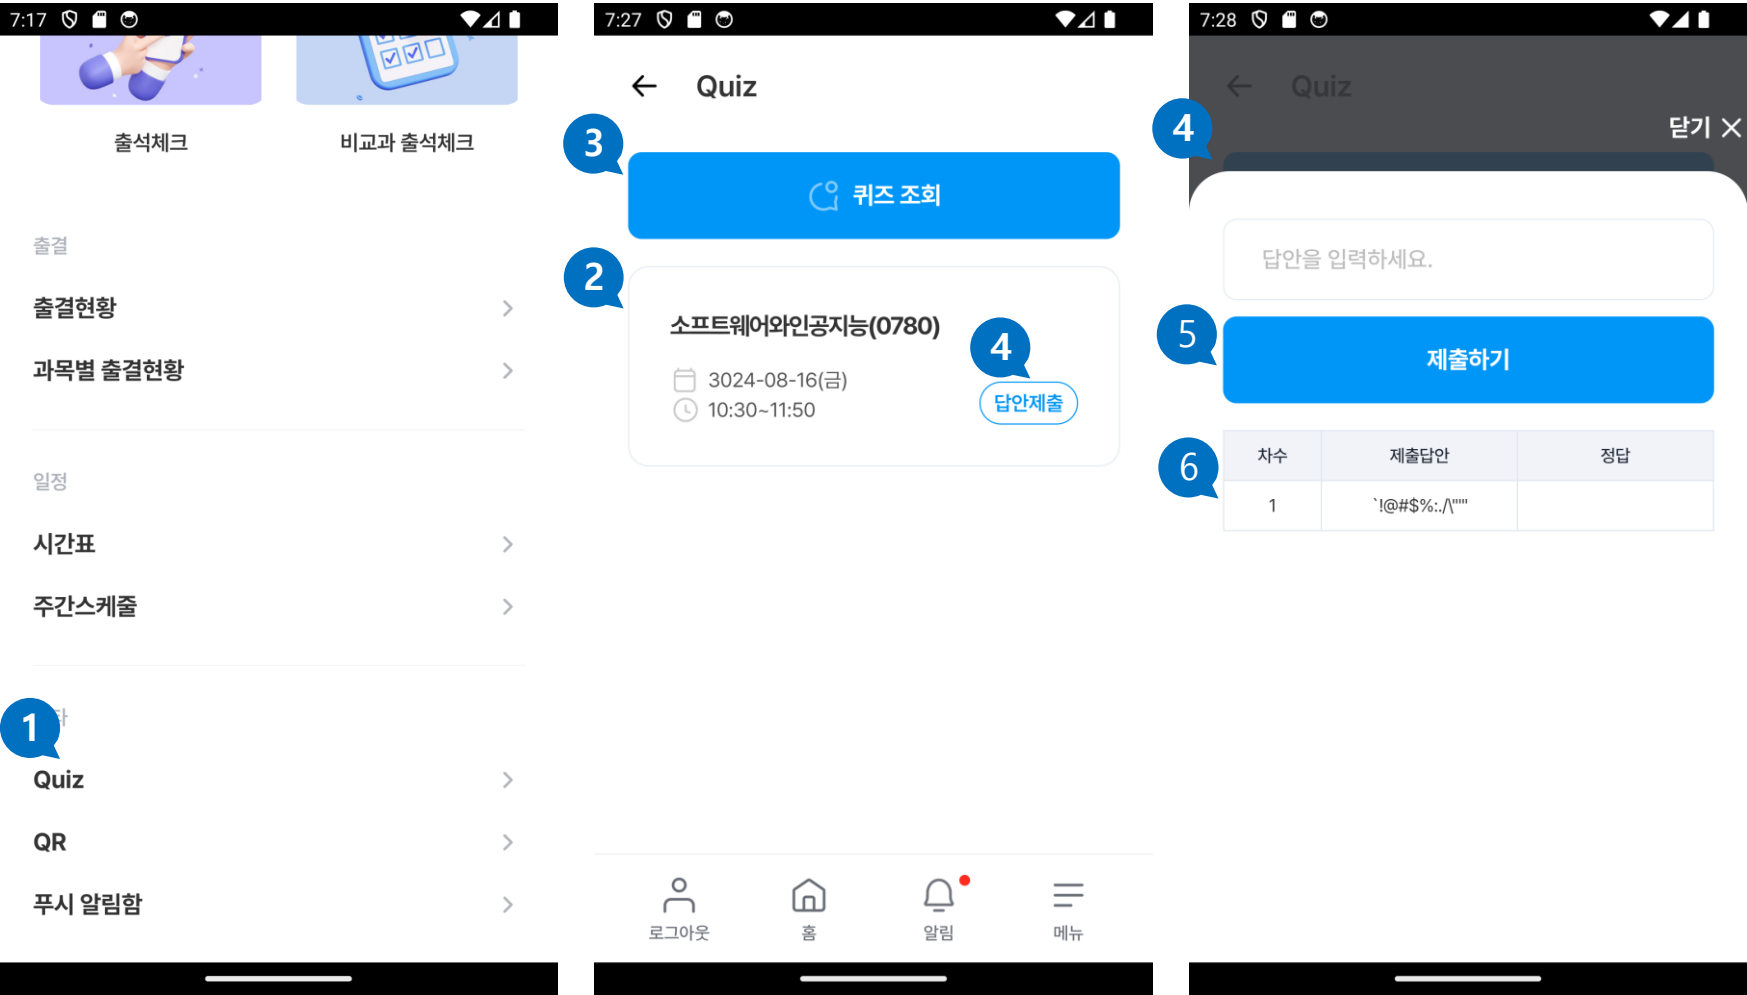 7:17
출석체크
비교과 출석체크
출결
출결현황
과목별 출결현황
일정
시간표
주간스케줄
1
Quiz
QR
푸시 알림함
7:27
Quiz
3
퀴즈 조회
2
소프트웨어와인공지능(0780)
4
3024-08-16(금)
10:30~11:50
답안제출
로그아웃
홈
알림
메뉴
7:28
Quiz
4
닫기
답안을 입력하세요.
5
제출하기
6
차수 제출답안 정답
1 `!@#$%:./\"'"